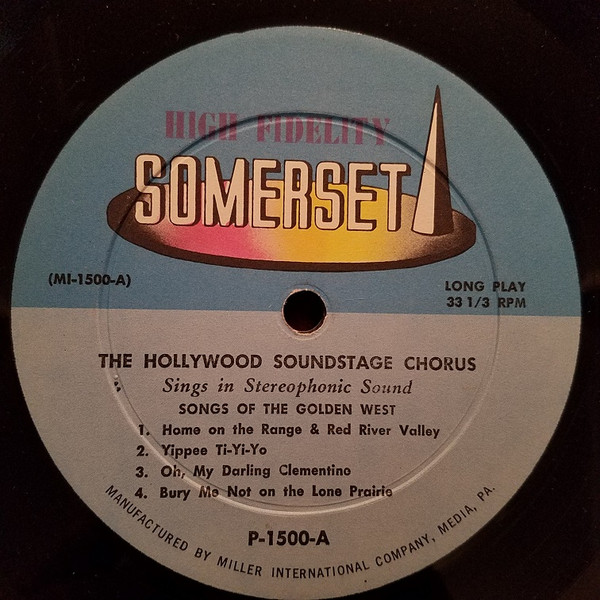 HIGH FIDELITY
SOMERSET
(MI-1500-A)
LONG PLAY
33 1/3 RPM
THE HOLLYWOOD SOUNDSTAGE CHORUS
Sings in Stereophonic Sound
SONGS OF THE GOLDEN WEST
1. Home on the Range & Red River Valley
2. Yippee Ti-Yi-Yo
3. Oh, My Darling Clementino
4. Bury Me Not on the Lone Prairie
P-1500-A
MANUFACTURED BY MILLER INTERNATIONAL COMPANY, MEDIA, PA.